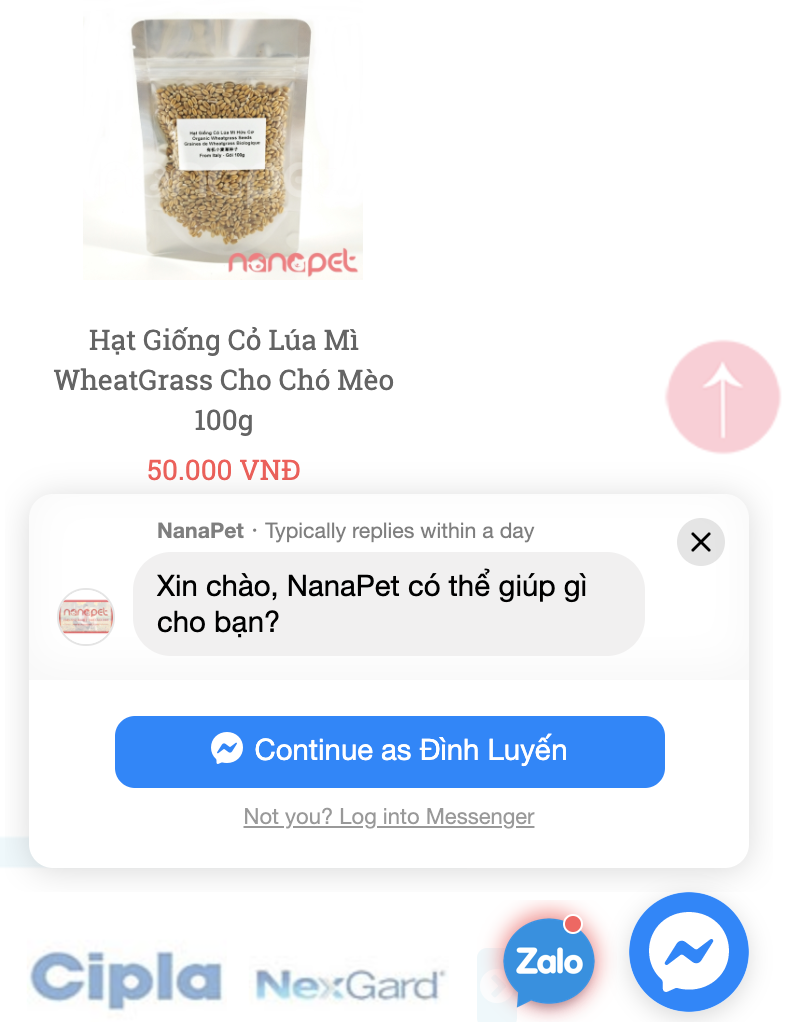 Hạt Giống Cỏ Lúa Mì Hữu Cơ
Organic Wheatgrass Seeds
Graines de Wheatgrass Biologique
From Italy - Gói 100g
nanapet
Hạt Giống Cỏ Lúa Mì
WheatGrass Cho Chó Mèo
100g
50.000 VNĐ
NanaPet · Typically replies within a day
nanapet
Xin chào, NanaPet có thể giúp gì
cho bạn?
Continue as Đình Luyến
Not you? Log into Messenger
Cipla
NexGard
Zalo